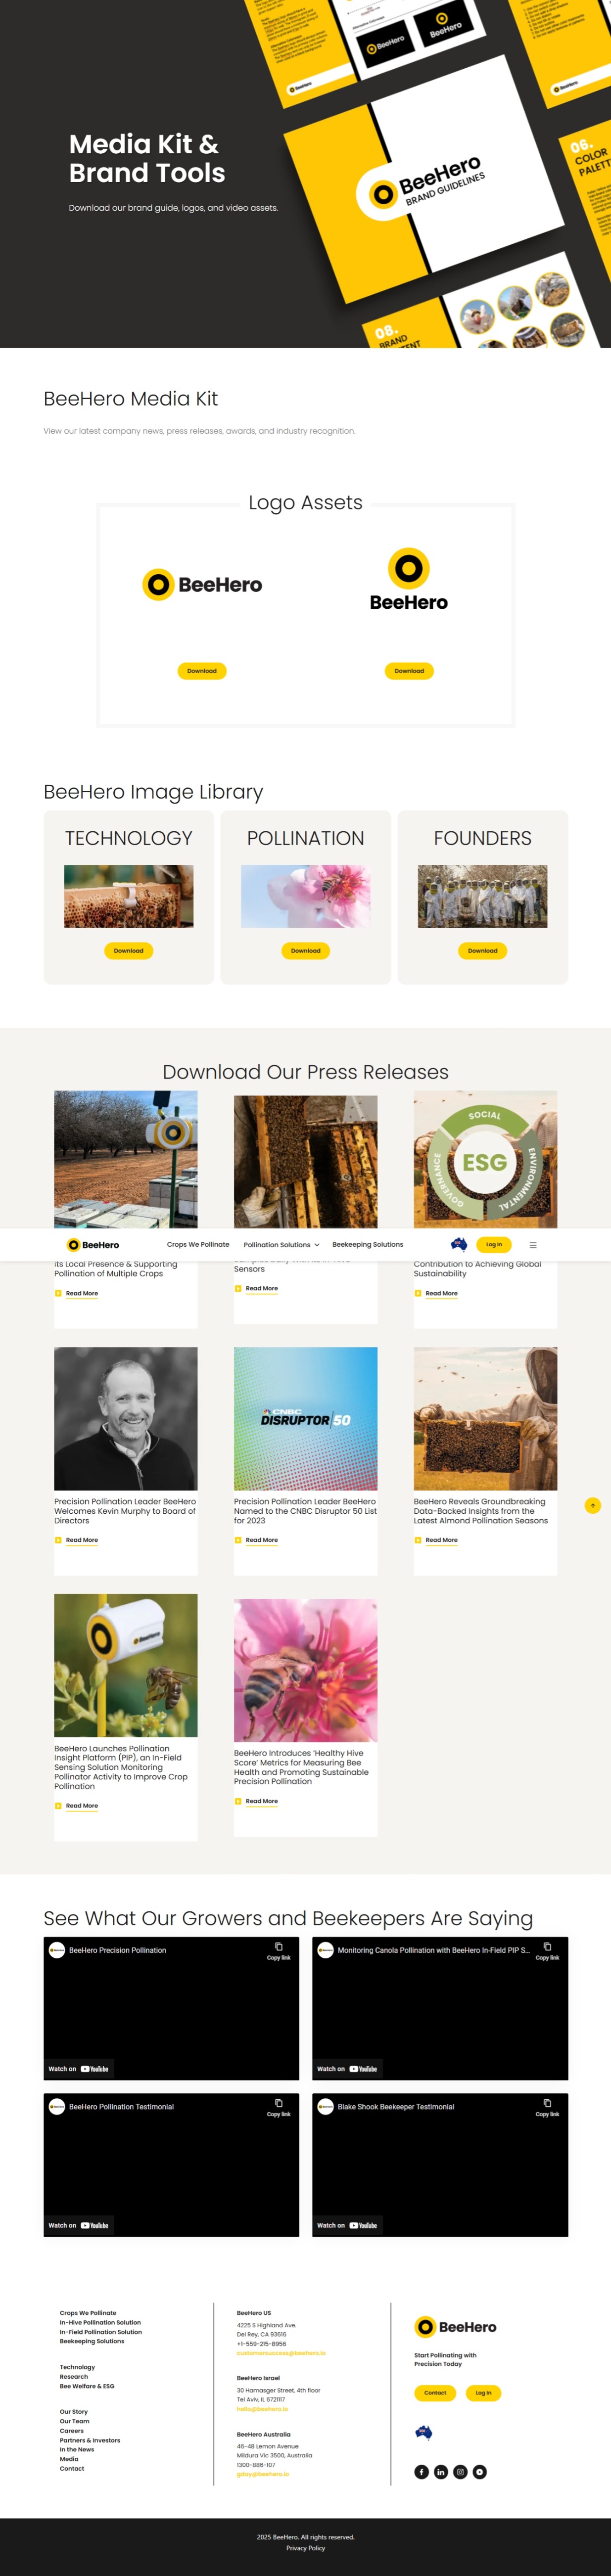 BeeHero
BeeHero
BeeHero
BeeHero
Media Kit &
Brand Tools
Download our brand guide, logos, and video assets.
BeeHero
BRAND GUIDELINES
06.
COLOR
PALETT
08.
BRAND
BeeHero Media Kit
View our latest company news, press releases, awards, and industry recognition.
Logo Assets
BeeHero
BeeHero
Download
Download
BeeHero Image Library
TECHNOLOGY
POLLINATION
FOUNDERS
Download
Download
Download
Download Our Press Releases
SOCIAL
ENVIRONMENTAL
GOVERNANCE
ESG
BeeHero
Crops We Pollinate
Pollination Solutions
Beekeeping Solutions
Log In
its Local Presence & Supporting
Pollination of Multiple Crops
Read More
Sensors
Read More
Contribution to Achieving Global
Sustainability
Read More
CNBC
DISRUPTOR/50
Precision Pollination Leader BeeHero
Welcomes Kevin Murphy to Board of
Directors
Read More
Precision Pollination Leader BeeHero
Named to the CNBC Disruptor 50 List
for 2023
Read More
BeeHero Reveals Groundbreaking
Data-Backed Insights from the
Latest Almond Pollination Seasons
Read More
BeeHero
BeeHero Launches Pollination
Insight Platform (PIP), an In-Field
Sensing Solution Monitoring
Pollinator Activity to Improve Crop
Pollination
Read More
BeeHero Introduces ‘Healthy Hive
Score’ Metrics for Measuring Bee
Health and Promoting Sustainable
Precision Pollination
Read More
See What Our Growers and Beekeepers Are Saying
BeeHero Precision Pollination
Copy link
Watch on YouTube
Monitoring Canola Pollination with BeeHero In-Field PIP S...
Copy link
Watch on YouTube
BeeHero Pollination Testimonial
Copy link
Watch on YouTube
Blake Shook Beekeeper Testimonial
Copy link
Watch on YouTube
Crops We Pollinate
In-Hive Pollination Solution
In-Field Pollination Solution
Beekeeping Solutions
Technology
Research
Bee Welfare & ESG
Our Story
Our Team
Careers
Partners & Investors
In the News
Media
Contact
BeeHero US
4225 S Highland Ave.
Del Rey, CA 93616
+1-559-215-8956
customersuccess@beehero.io
BeeHero Israel
30 Hamasger Street, 4th floor
Tel Aviv, IL 6721117
hello@beehero.io
BeeHero Australia
46-48 Lemon Avenue
Mildura Vic 3500, Australia
1300-886-107
gday@beehero.io
BeeHero
Start Pollinating with
Precision Today
Contact
Log In
2025 BeeHero. All rights reserved.
Privacy Policy